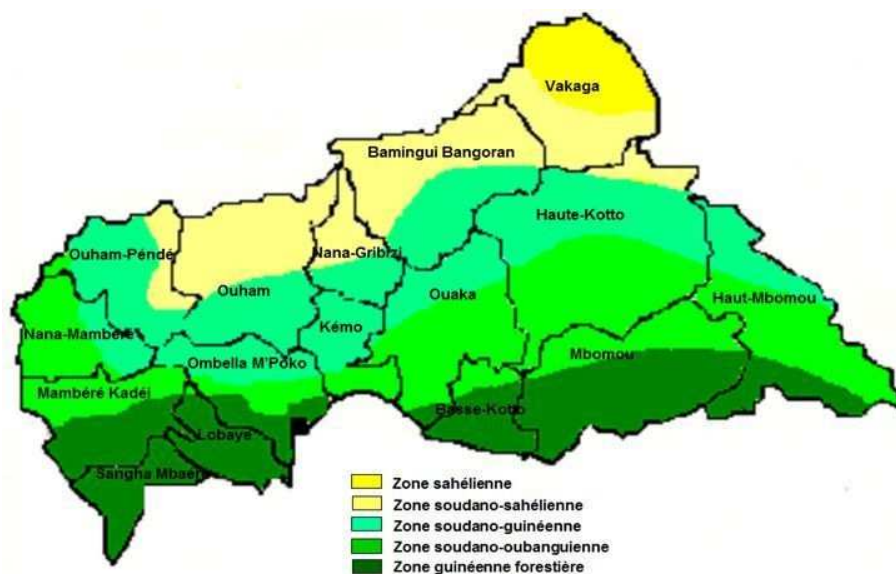 Vakaga
Bamingui Bangoran
Haute-Kotto
Ouham-Péndé
Nana-Gribizi
Ouham
Ouaka
Haut-Mbomou
Kémo
Nana-Mambéré
Ombella M'Poko
Mbomou
Mambéré Kadéi
Basse-Kotto
Lobaye
Sangha Mbaéré
Zone sahélienne
Zone soudano-sahélienne
Zone soudano-guinéenne
Zone soudano-oubanguienne
Zone guinéenne forestière